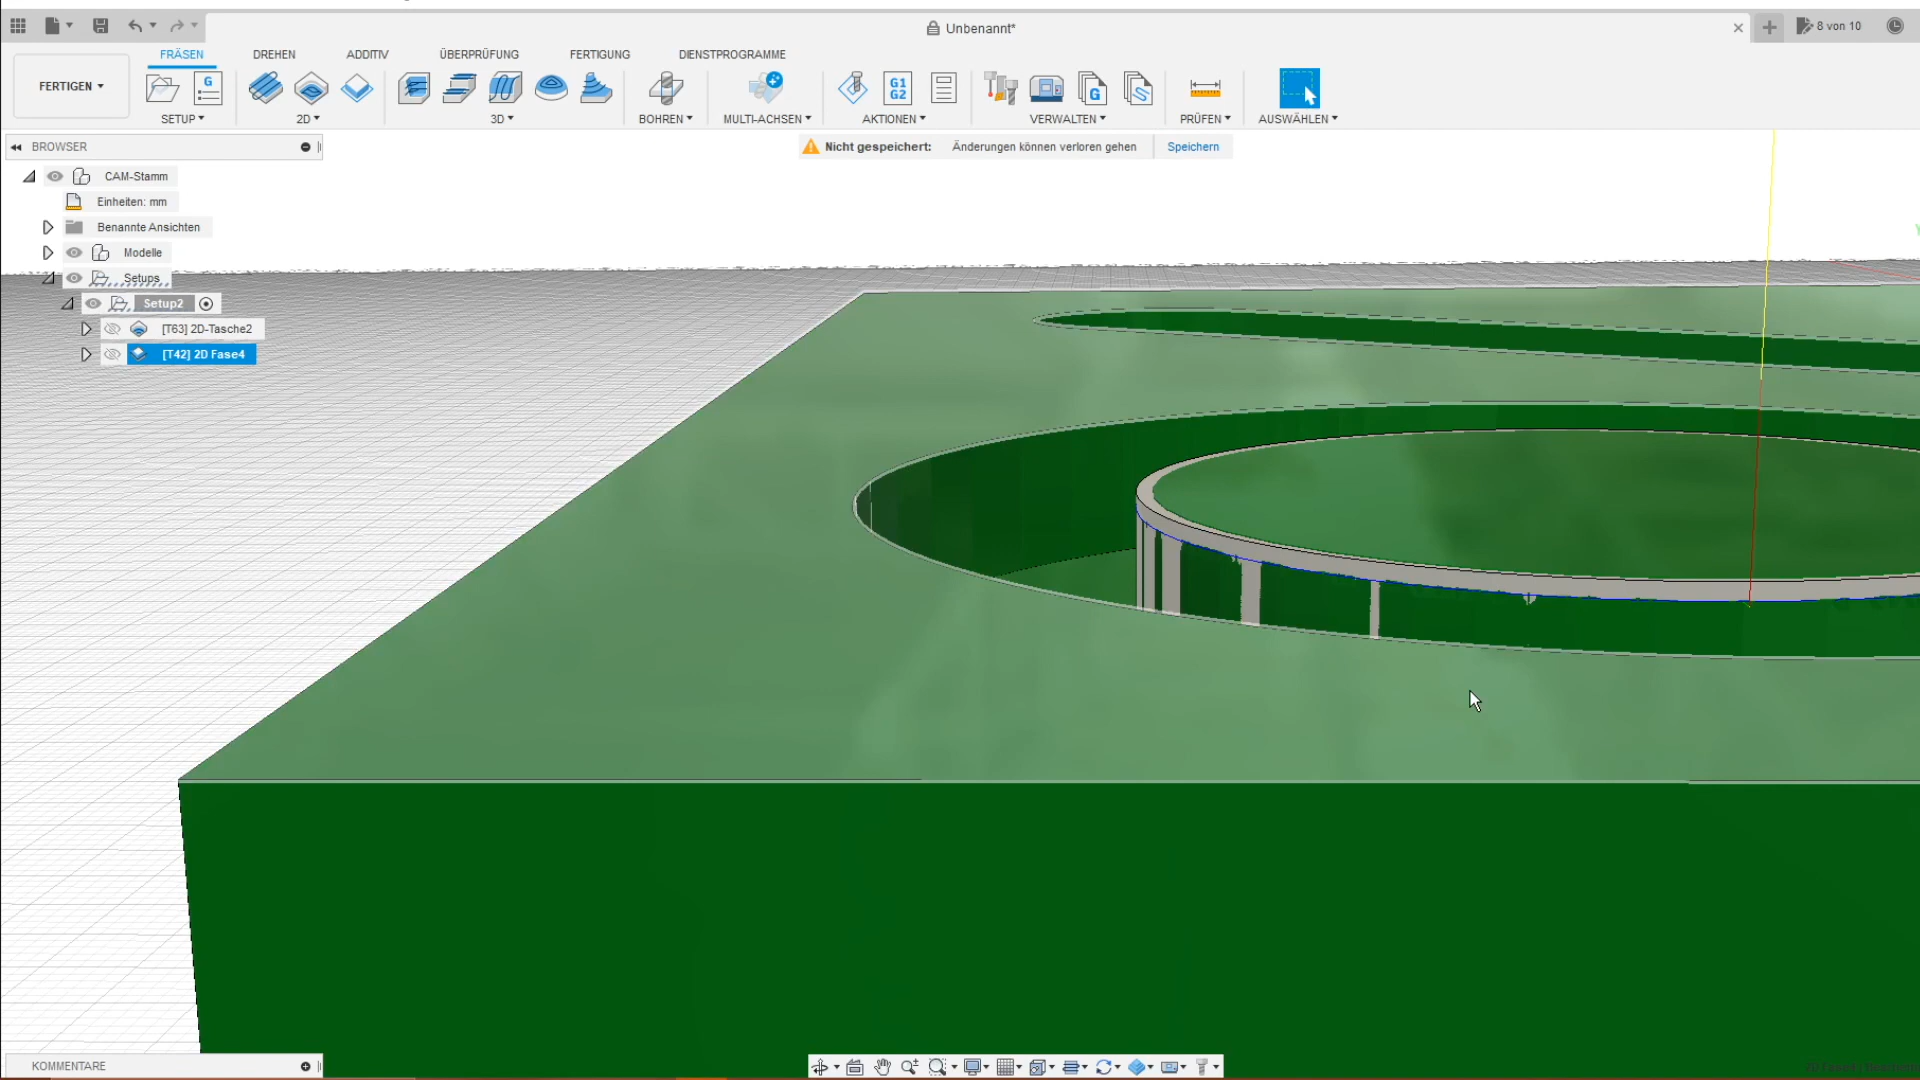 Unbenannt*
8 von 10
FRÄSEN
DREHEN
ADDITIV
ÜBERPRÜFUNG
FERTIGUNG
DIENSTPROGRAMME
FERTIGEN
G
G1
G2
G
SETUP
2D
3D
BOHREN
MULTI-ACHSEN
AKTIONEN
VERWALTEN
PRÜFEN
AUSWÄHLEN
BROWSER
Nicht gespeichert:
Änderungen können verloren gehen
Speichern
CAM-Stamm
Einheiten: mm
Benannte Ansichten
Modelle
Setups
Setup2
[T63] 2D-Tasche2
[T42] 2D Fase4
KOMMENTARE